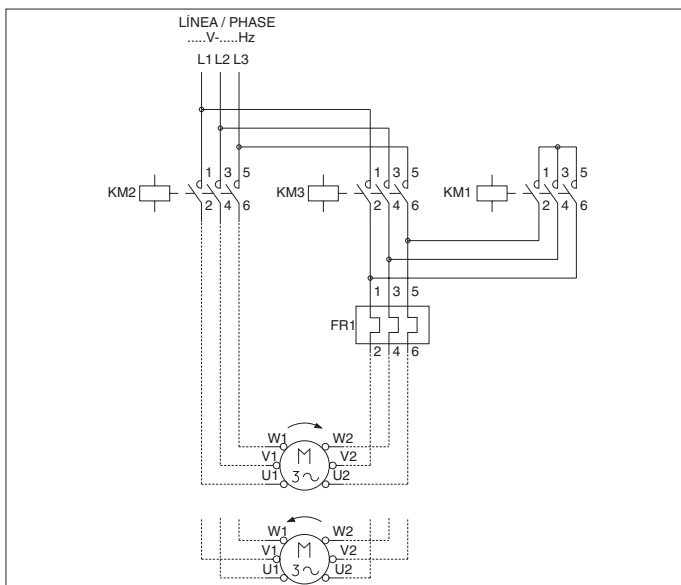 LÍNEA / PHASE
.....V-.....Hz
L1 L2 L3
1 3 5
1 3 5
1 3 5
KM2
KM3
KM1
2 4 6
2 4 6
2 4 6
1 3 5
FR1
2 4 6
W1 W2
V1 M V2
U1 3~ U2
W1 W2
V1 M V2
U1 3~ U2